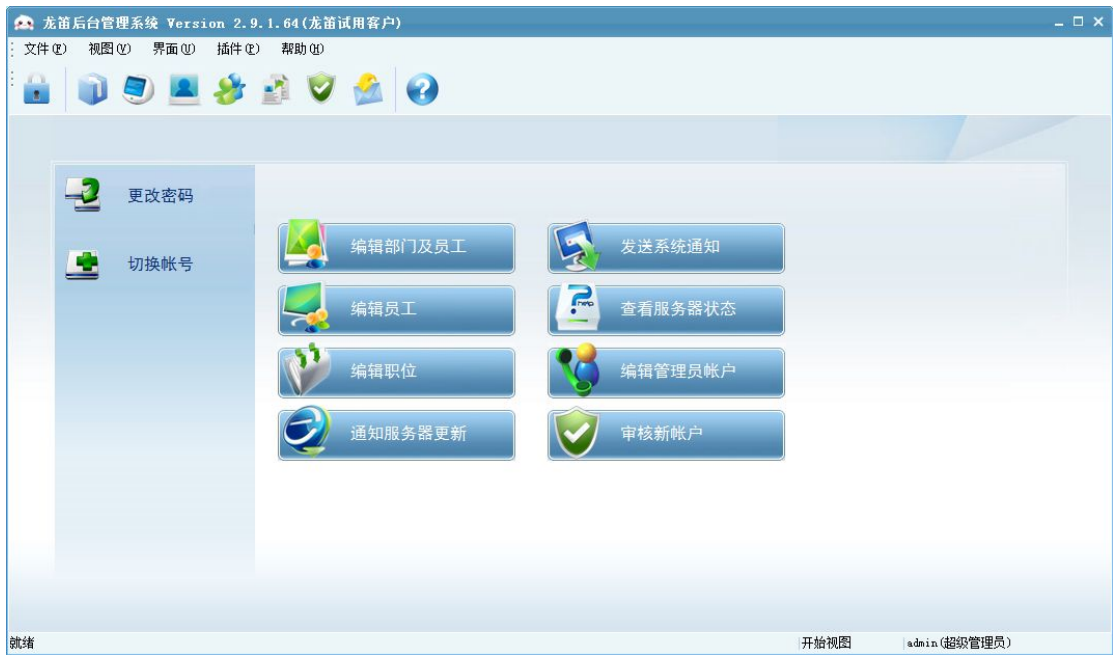 龙笛后台管理系统 Version 2.9.1.64(龙笛试用客户)
文件(F) 视图(V) 界面(U) 插件(P) 帮助(H)
更改密码
切换帐号
编辑部门及员工 发送系统通知
help
编辑员工 查看服务器状态
编辑职位 编辑管理员帐户
通知服务器更新 审核新帐户
就绪 开始视图 admin(超级管理员)